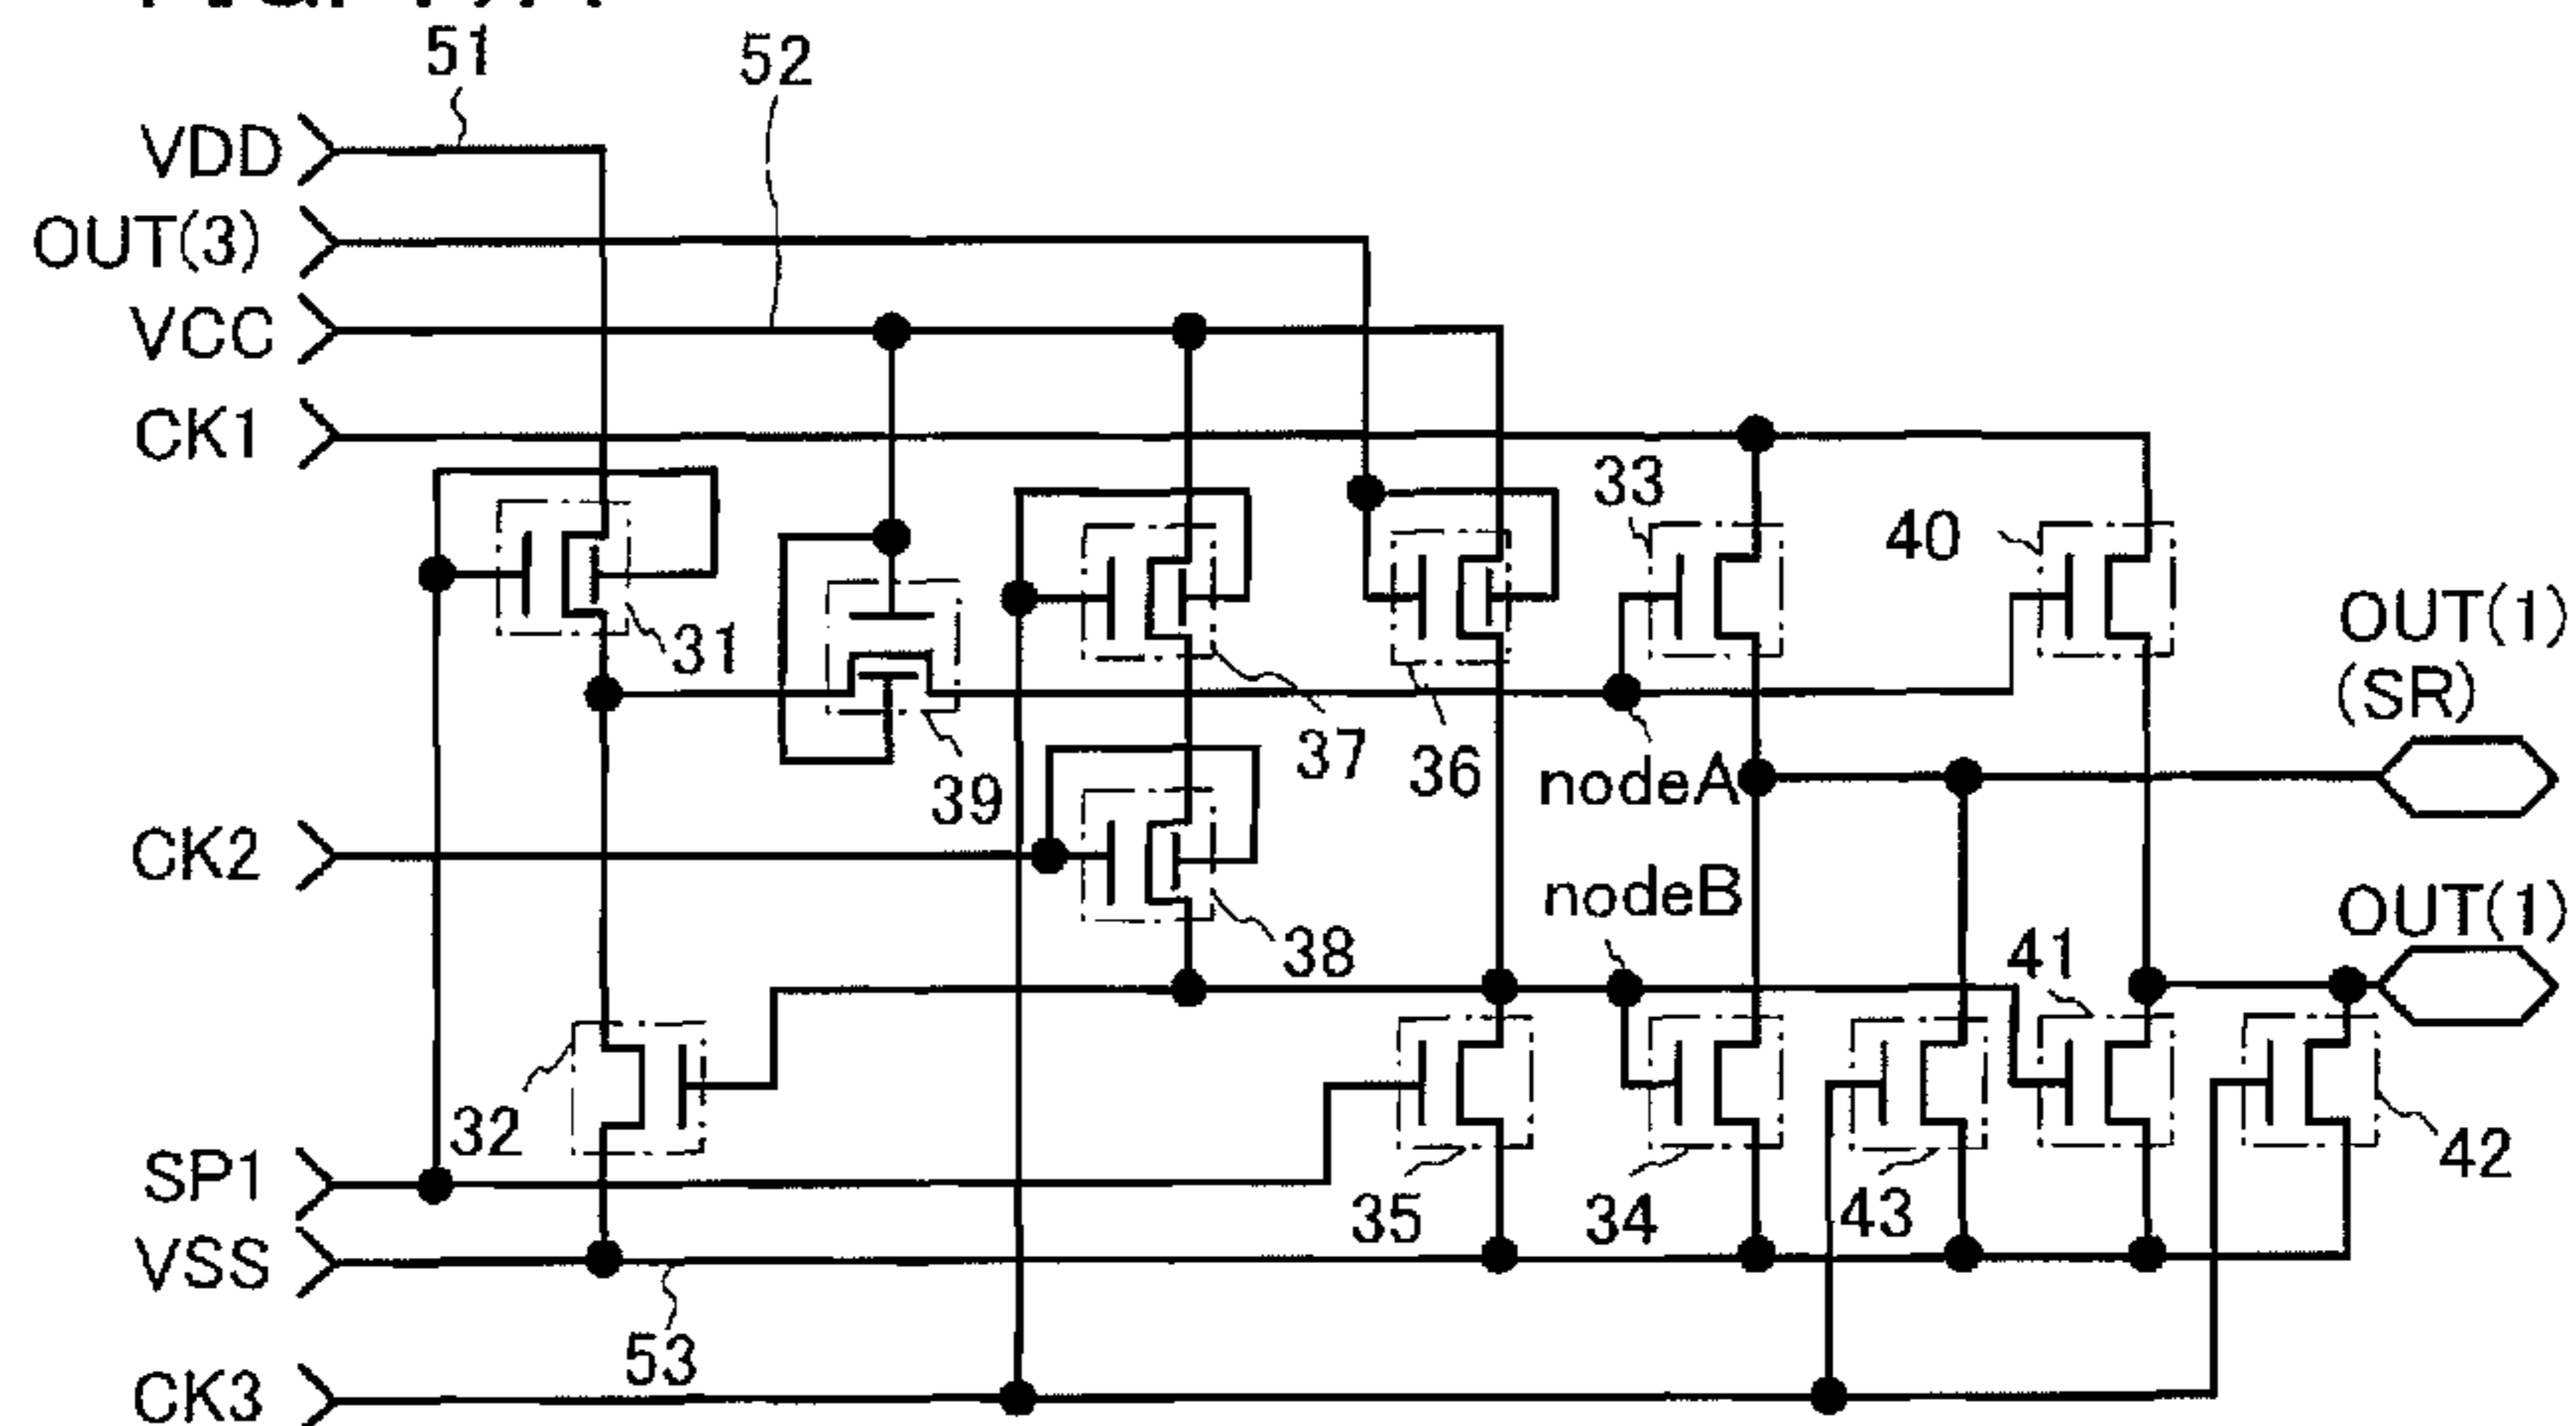 51
52
VDD
OUT(3)
VCC
CK1
33
40
31
OUT(1)
(SR)
39
37
36
nodeA
CK2
nodeB
OUT(1)
38
41
32
SP1
35
34
43
42
VSS
53
CK3